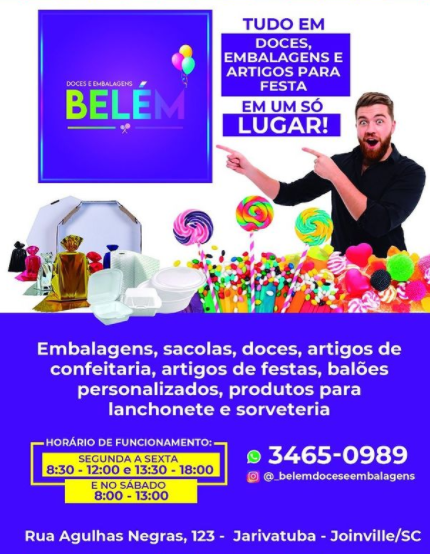 DOCES E EMBALAGENS
BELÉM
TUDO EM
DOCES,
EMBALAGENS E
ARTIGOS PARA
FESTA
EM UM SÓ
LUGAR!
Embalagens, sacolas, doces, artigos de
confeitaria, artigos de festas, balões
personalizados, produtos para
lanchonete e sorveteria
HORÁRIO DE FUNCIONAMENTO:
SEGUNDA A SEXTA
8:30 - 12:00 e 13:30 - 18:00
E NO SÁBADO
8:00 - 13:00
3465-0989
@_belemdoceseembalagens
Rua Agulhas Negras, 123 - Jarivatuba - Joinville/SC